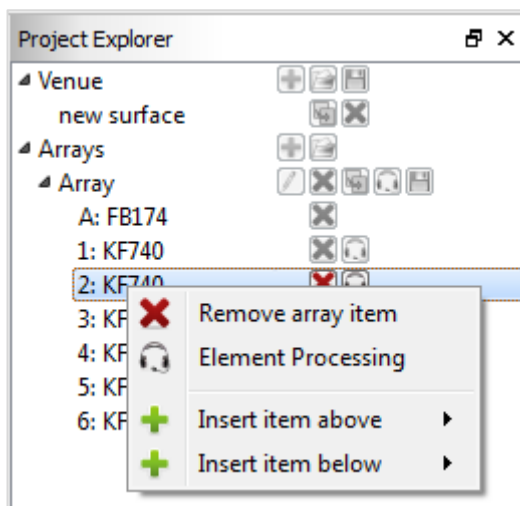 Project Explorer
Venue
new surface
Arrays
Array
A: FB174
1: KF740
2: KF740
3: KF
Remove array item
4: KF
Element Processing
5: KF
6: KF
Insert item above
Insert item below